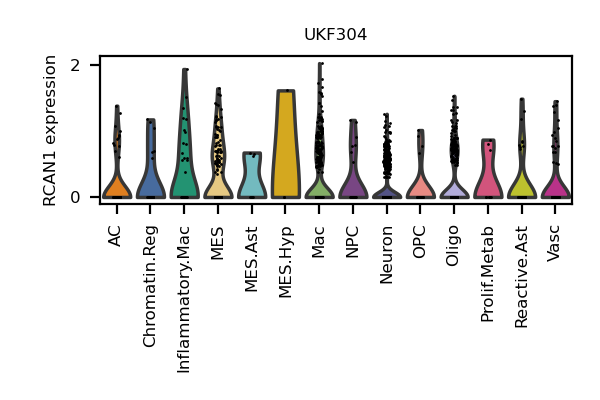 UKF304
RCAN1 expression
2
0
AC
Chromatin.Reg
Inflammatory.Mac
MES
MES.Ast
MES.Hyp
Mac
NPC
Neuron
OPC
Oligo
Prolif.Metab
Reactive.Ast
Vasc